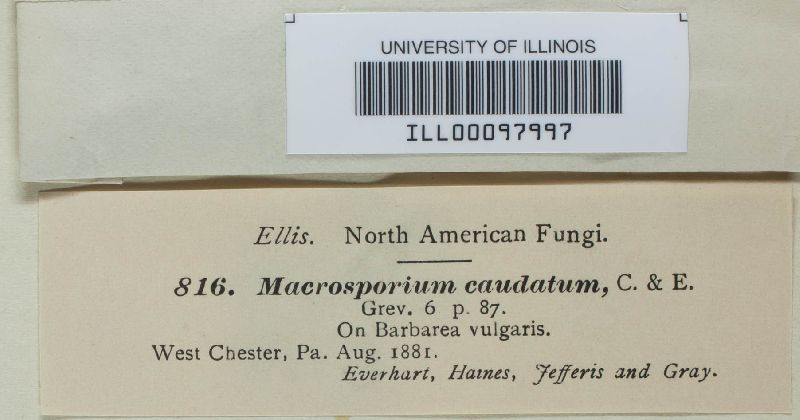 UNIVERSITY OF ILLINOIS
ILL00097997
Ellis. North American Fungi.
816. Macrosporium caudatum, C. & E.
Grev. 6 p. 87.
On Barbarea vulgaris.
West Chester, Pa. Aug. 1881.
Everhart, Haines, Jefferis and Gray.